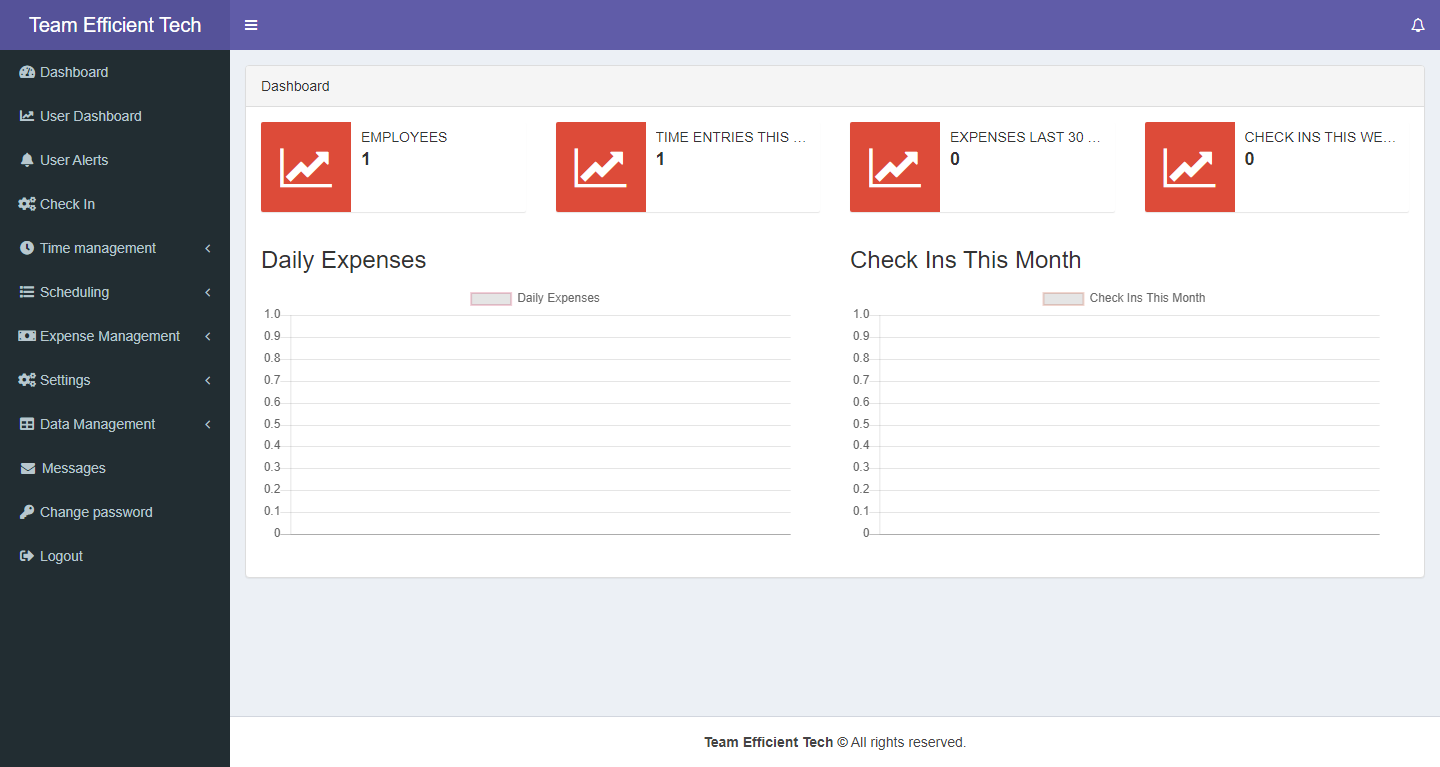 Team Efficient Tech
Dashboard
User Dashboard
User Alerts
Check In
Time management
Scheduling
Expense Management
Settings
Data Management
Messages
Change password
Logout
Dashboard
EMPLOYEES
1
TIME ENTRIES THIS ...
1
EXPENSES LAST 30 ...
0
CHECK INS THIS WE...
0
Daily Expenses
Daily Expenses
1.0
0.9
0.8
0.7
0.6
0.5
0.4
0.3
0.2
0.1
0
Check Ins This Month
Check Ins This Month
1.0
0.9
0.8
0.7
0.6
0.5
0.4
0.3
0.2
0.1
0
Team Efficient Tech © All rights reserved.